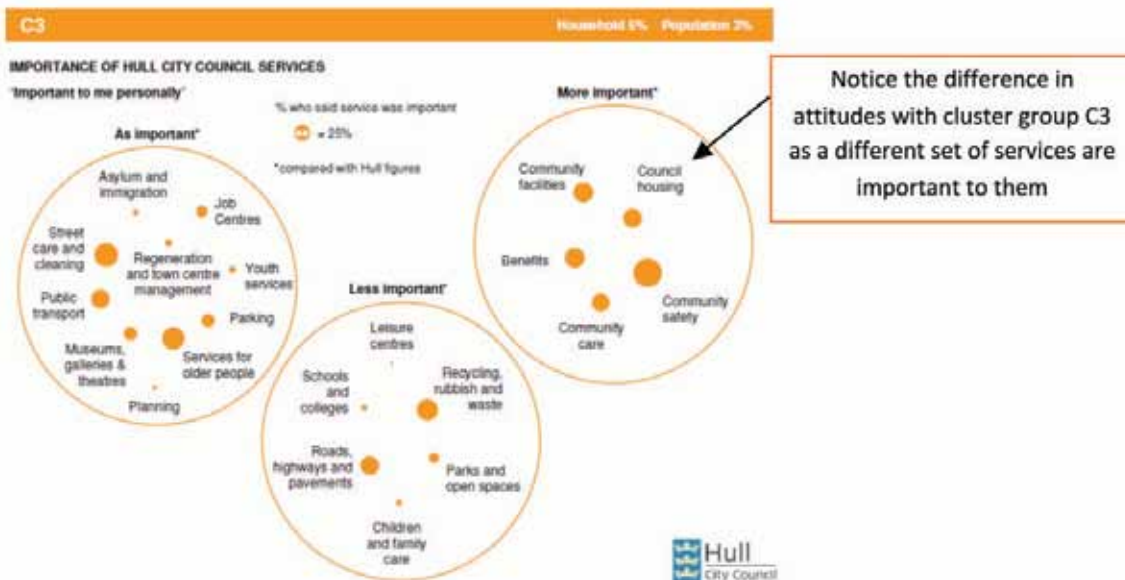 C3
Household 5% Population 3%
IMPORTANCE OF HULL CITY COUNCIL SERVICES
"Important to me personally"
% who said service was important
= 25%
*compared with Hull figures
As important*
Asylum and
immigration
Job
Centres
Street
care and
cleaning
Regeneration
and town centre
management
Youth
services
Public
transport
Parking
Museums,
galleries &
theatres
Services for
older people
Planning
Less important*
Leisure
centres
Schools
and
colleges
Recycling,
rubbish and
waste
Roads,
highways and
pavements
Parks and
open spaces
Children
and family
care
More important*
Community
facilities
Council
housing
Benefits
Community
safety
Community
care
Notice the difference in
attitudes with cluster group C3
as a different set of services are
important to them
Hull
City Council